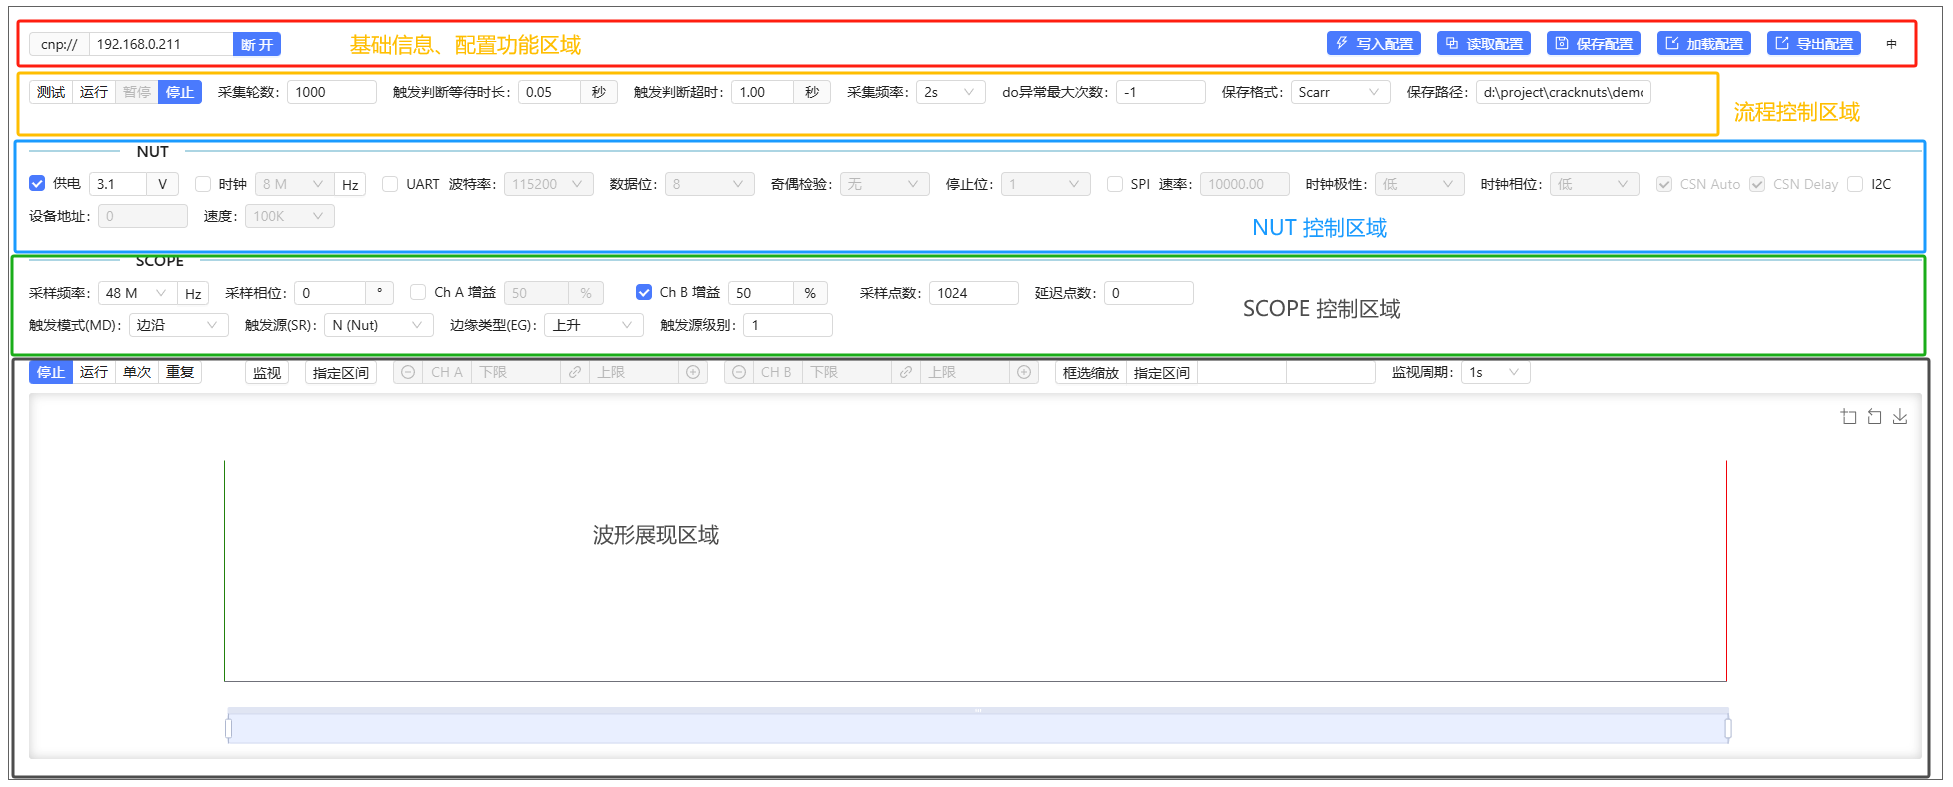 cnp:// 192.168.0.211 断 开 基础信息、配置功能区域 写入配置 读取配置 保存配置 加载配置 导出配置 中
测试 运行 暂停 停止 采集轮数: 1000 触发判断等待时长: 0.05 秒 触发判断超时: 1.00 秒 采集频率: 2s do异常最大次数: -1 保存格式: Scarr 保存路径: d:\project\cracknuts\demo
流程控制区域
NUT
供电 3.1 V 时钟 8 M Hz UART 波特率: 115200 数据位: 8 奇偶检验: 无 停止位: 1 SPI 速率: 10000.00 时钟极性: 低 时钟相位: 低 CSN Auto CSN Delay I2C
设备地址: 0 速度: 100K
NUT 控制区域
SCOPE
采样频率: 48 M Hz 采样相位: 0 ° Ch A 增益 50 % Ch B 增益 50 % 采样点数: 1024 延迟点数: 0
SCOPE 控制区域
触发模式(MD): 边沿 触发源(SR): N (Nut) 边缘类型(EG): 上升 触发源级别: 1
停止 运行 单次 重复 监视 指定区间 CH A 下限 上限 CH B 下限 上限 框选缩放 指定区间 监视周期: 1s
波形展现区域